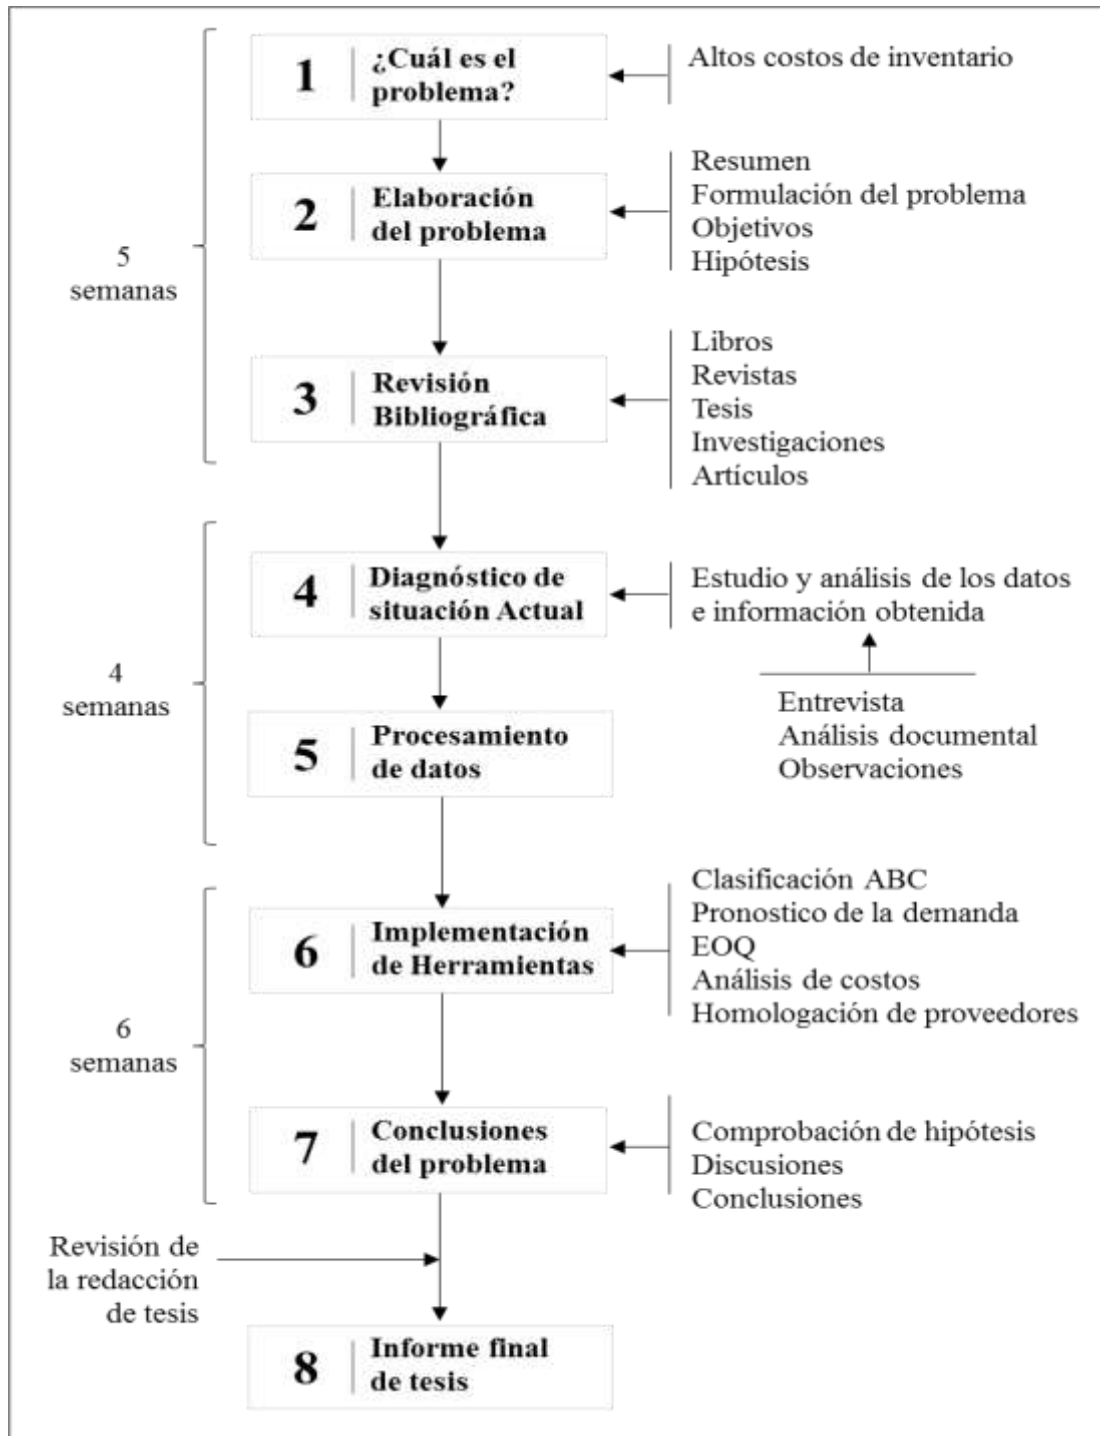 1
¿Cuál es el
problema?
Altos costos de inventario
2
Elaboración
del problema
Resumen
Formulación del problema
Objetivos
Hipótesis
5
semanas
3
Revisión
Bibliográfica
Libros
Revistas
Tesis
Investigaciones
Artículos
4
Diagnóstico de
situación Actual
Estudio y análisis de los datos
e información obtenida
4
semanas
Entrevista
Análisis documental
Observaciones
5
Procesamiento
de datos
6
Implementación
de Herramientas
Clasificación ABC
Pronostico de la demanda
EOQ
Análisis de costos
Homologación de proveedores
6
semanas
7
Conclusiones
del problema
Comprobación de hipótesis
Discusiones
Conclusiones
Revisión de
la redacción
de tesis
8
Informe final
de tesis